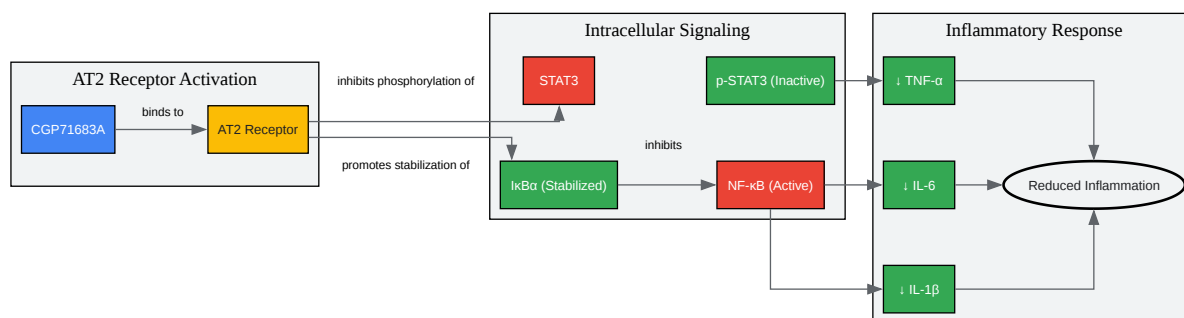 AT2 Receptor Activation
CGP71683A
binds to
AT2 Receptor
inhibits phosphorylation of
promotes stabilization of
Intracellular Signaling
STAT3
p-STAT3 (Inactive)
IκBα (Stabilized)
inhibits
NF-κB (Active)
Inflammatory Response
↓ TNF-α
↓ IL-6
↓ IL-1β
Reduced Inflammation